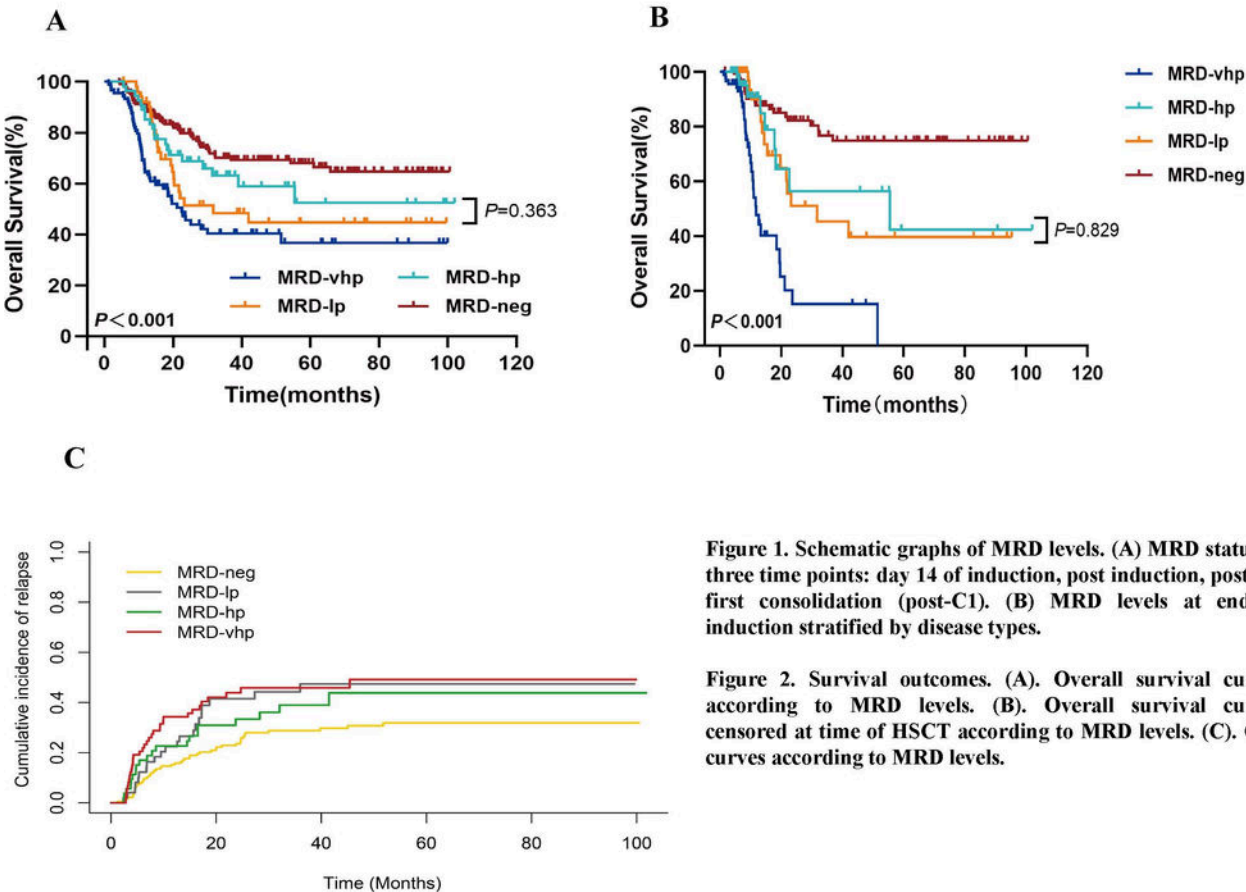 A
Overall Survival(%)
100
80
60
40
20
0
P=0.363
MRD-vhp
MRD-hp
MRD-lp
MRD-neg
P<0.001
0 20 40 60 80 100 120
Time(months)
B
Overall Survival(%)
100
80
60
40
20
0
MRD-vhp
MRD-hp
MRD-lp
MRD-neg
P=0.829
P<0.001
0 20 40 60 80 100 120
Time(months)
C
Cumulative incidence of relapse
1.0
0.8
0.6
0.4
0.2
0.0
MRD-neg
MRD-lp
MRD-hp
MRD-vhp
0 20 40 60 80 100
Time (Months)
Figure 1. Schematic graphs of MRD levels. (A) MRD statu
three time points: day 14 of induction, post induction, post
first consolidation (post-C1). (B) MRD levels at end
induction stratified by disease types.
Figure 2. Survival outcomes. (A). Overall survival cu
according to MRD levels. (B). Overall survival cu
censored at time of HSCT according to MRD levels. (C).
curves according to MRD levels.